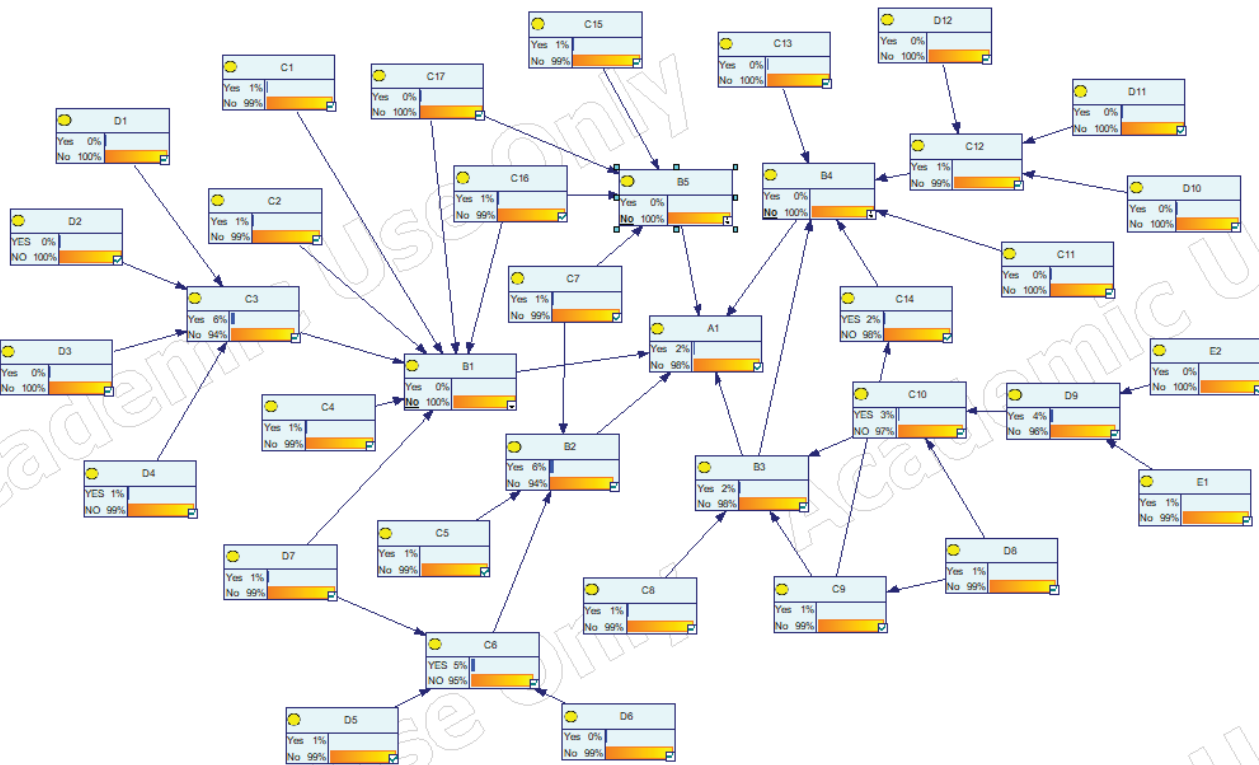 C15
Yes 1%
No 99%
D12
Yes 0%
No 100%
C13
Yes 0%
No 100%
C1
Yes 1%
No 99%
C17
Yes 0%
No 100%
D11
Yes 0%
No 100%
D1
Yes 0%
No 100%
C12
Yes 1%
No 99%
C16
Yes 1%
No 99%
B5
Yes 0%
No 100%
B4
Yes 0%
No 100%
D10
Yes 0%
No 100%
C2
Yes 1%
No 99%
D2
YES 0%
NO 100%
C11
Yes 0%
No 100%
C7
Yes 1%
No 99%
C3
Yes 6%
No 94%
C14
YES 2%
NO 98%
A1
Yes 2%
No 98%
D3
Yes 0%
No 100%
E2
Yes 0%
No 100%
B1
Yes 0%
No 100%
C10
YES 3%
NO 97%
D9
Yes 4%
No 96%
C4
Yes 1%
No 99%
B2
Yes 6%
No 94%
B3
Yes 2%
No 98%
D4
YES 1%
NO 99%
E1
Yes 1%
No 99%
C5
Yes 1%
No 99%
D7
Yes 1%
No 99%
D8
Yes 1%
No 99%
C8
Yes 1%
No 99%
C9
Yes 1%
No 99%
C6
YES 5%
NO 95%
D5
Yes 1%
No 99%
D6
Yes 0%
No 99%
Academic Use Only
Academic U
Use Only